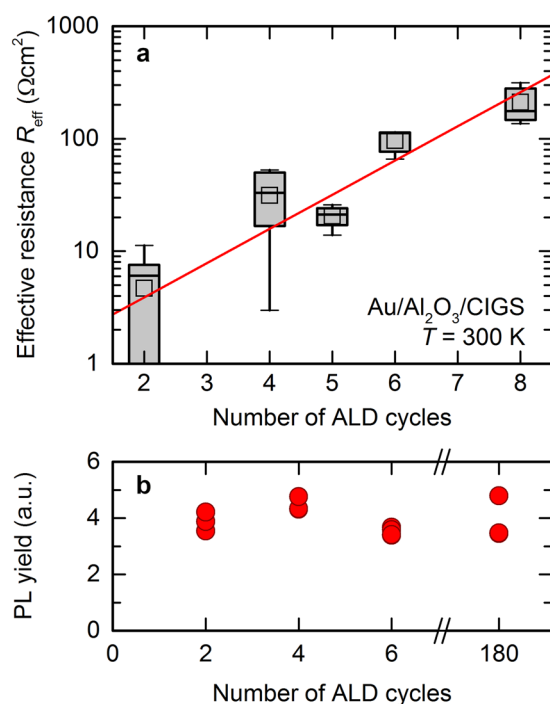 a
1000
100
10
1
Effective resistance R_eff (Ωcm²)
Au/Al₂O₃/CIGS
T = 300 K
2 3 4 5 6 7 8
Number of ALD cycles
b
6
4
2
0
PL yield (a.u.)
0 2 4 6 180
Number of ALD cycles